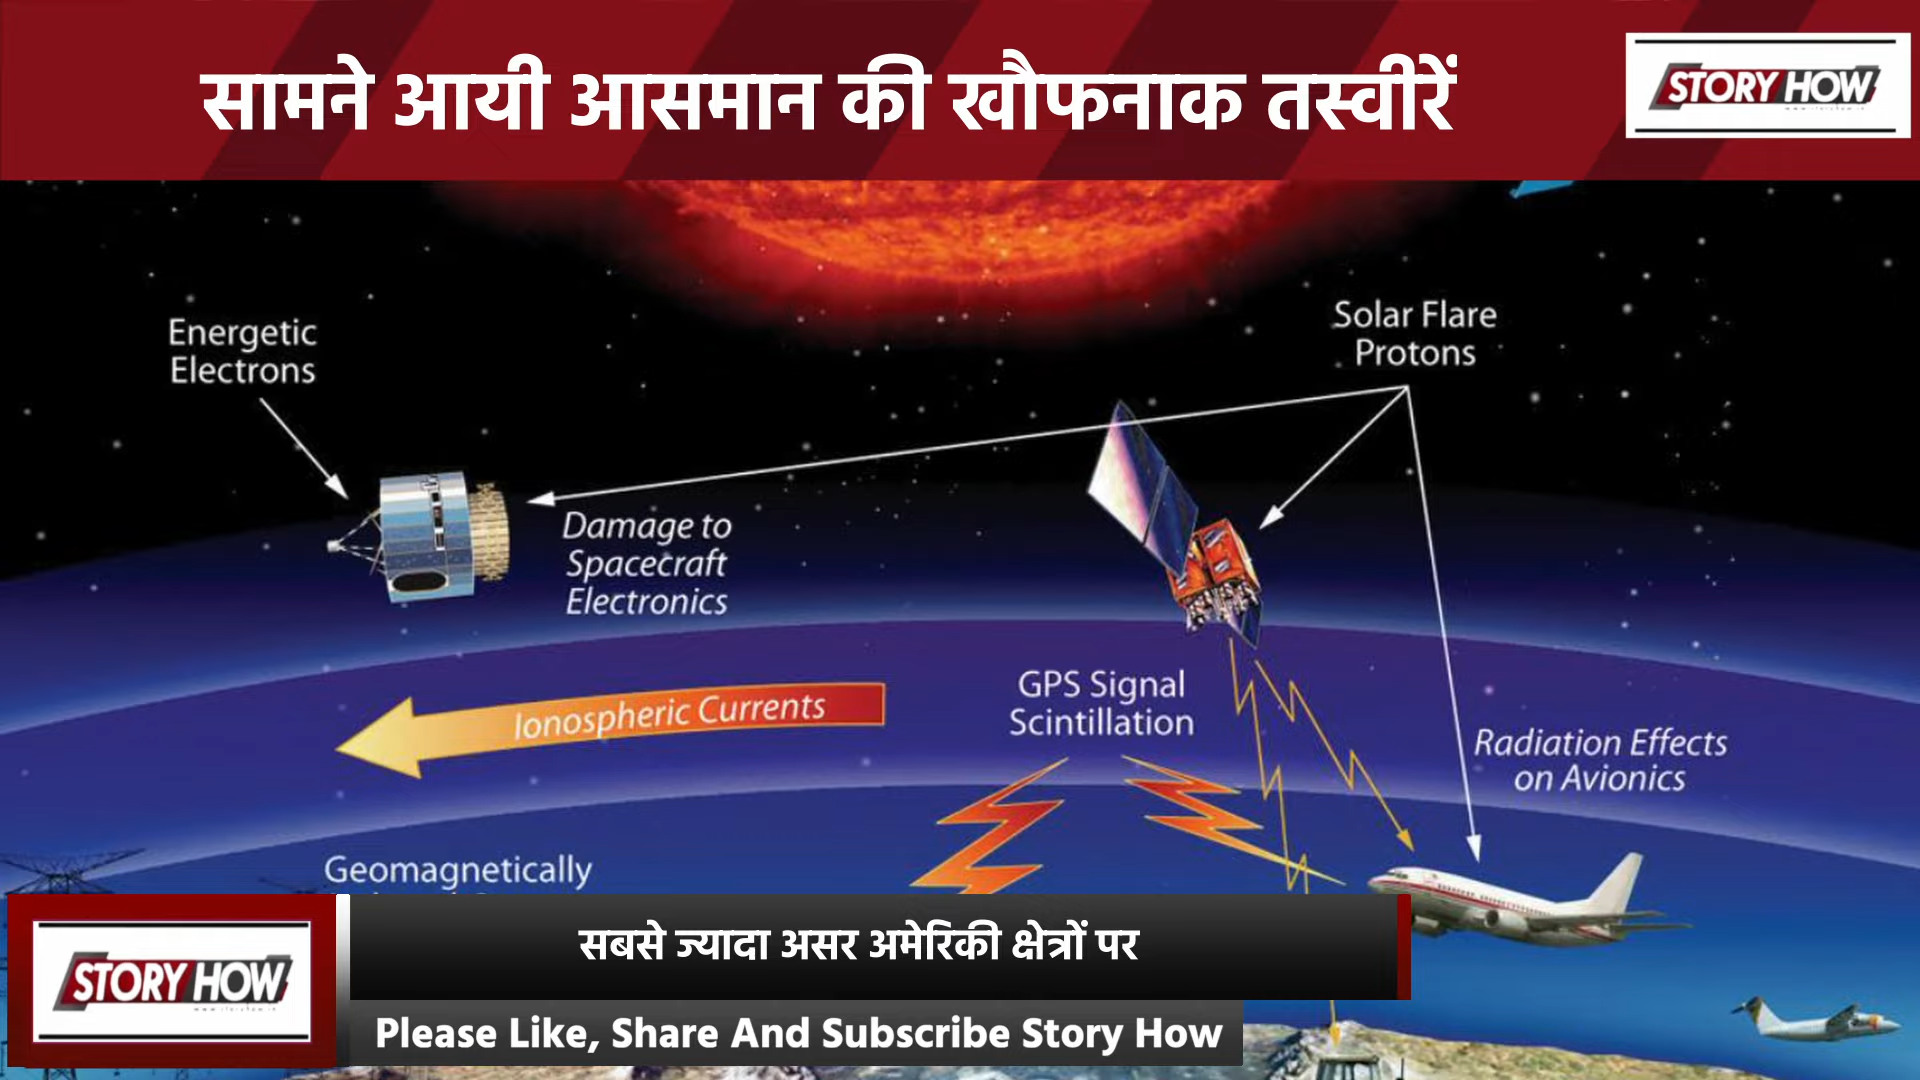 सामने आयी आसमान की खौफनाक तस्वीरें
STORY HOW
Energetic
Electrons
Solar Flare
Protons
Damage to
Spacecraft
Electronics
Ionospheric Currents
GPS Signal
Scintillation
Radiation Effects
on Avionics
Geomagnetically
STORY HOW
सबसे ज्यादा असर अमेरिकी क्षेत्रों पर
Please Like, Share And Subscribe Story How